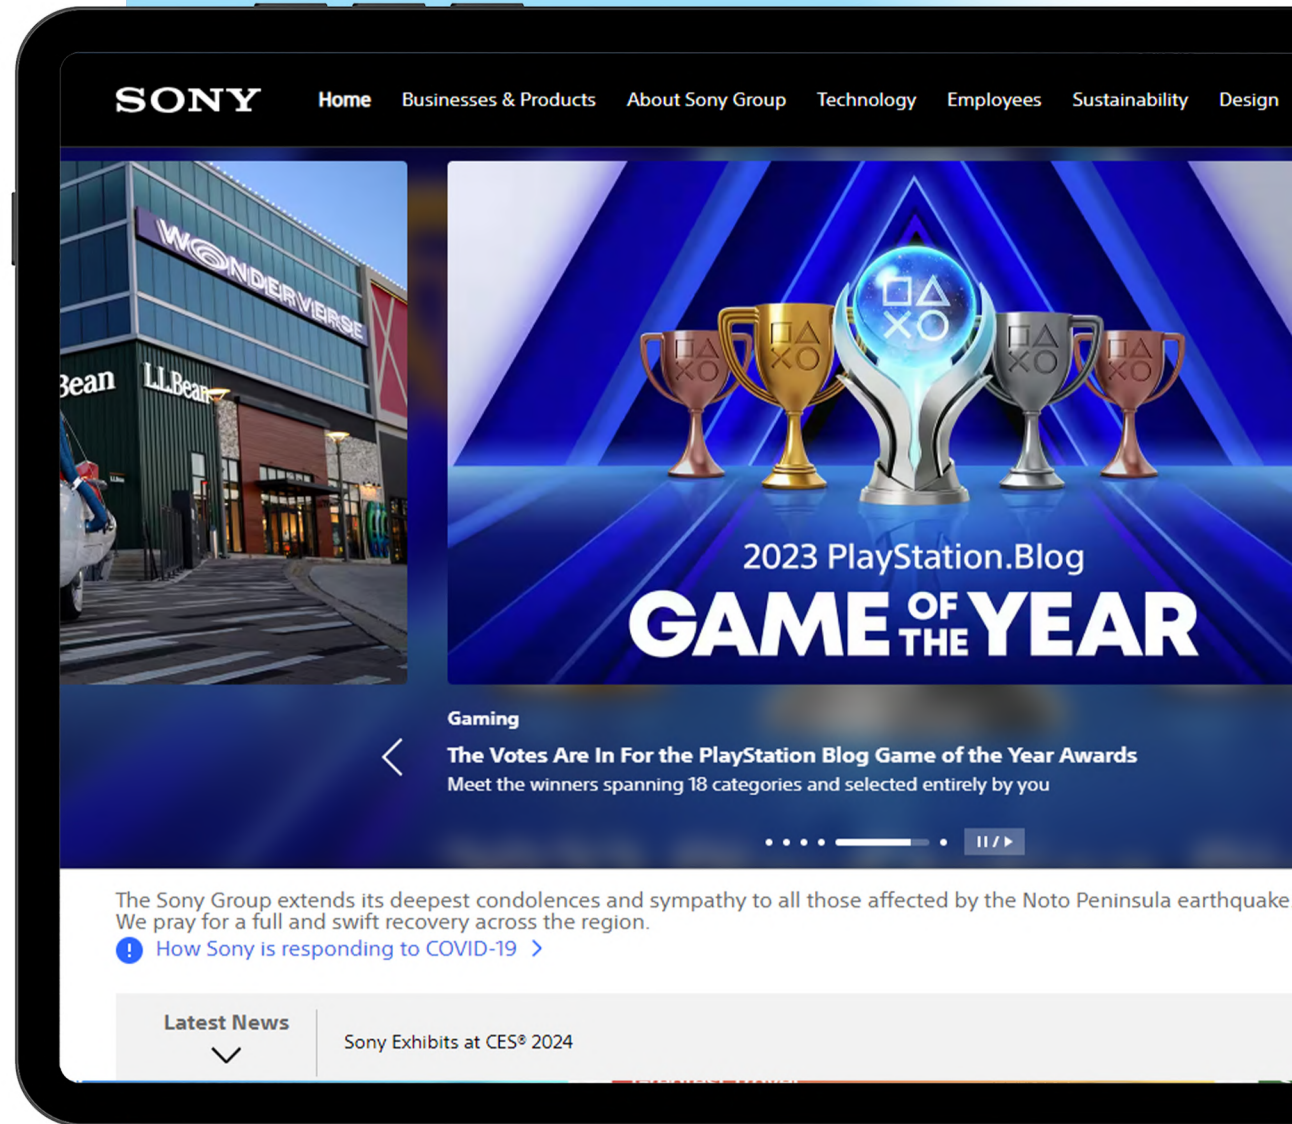 SONY
Home Businesses & Products About Sony Group Technology Employees Sustainability Design
WONDERVERSE
Bean L.L.Bean
2023 PlayStation.Blog
GAME OF THE YEAR
Gaming
The Votes Are In For the PlayStation Blog Game of the Year Awards
Meet the winners spanning 18 categories and selected entirely by you
The Sony Group extends its deepest condolences and sympathy to all those affected by the Noto Peninsula earthquake
We pray for a full and swift recovery across the region.
How Sony is responding to COVID-19
Latest News
Sony Exhibits at CES® 2024